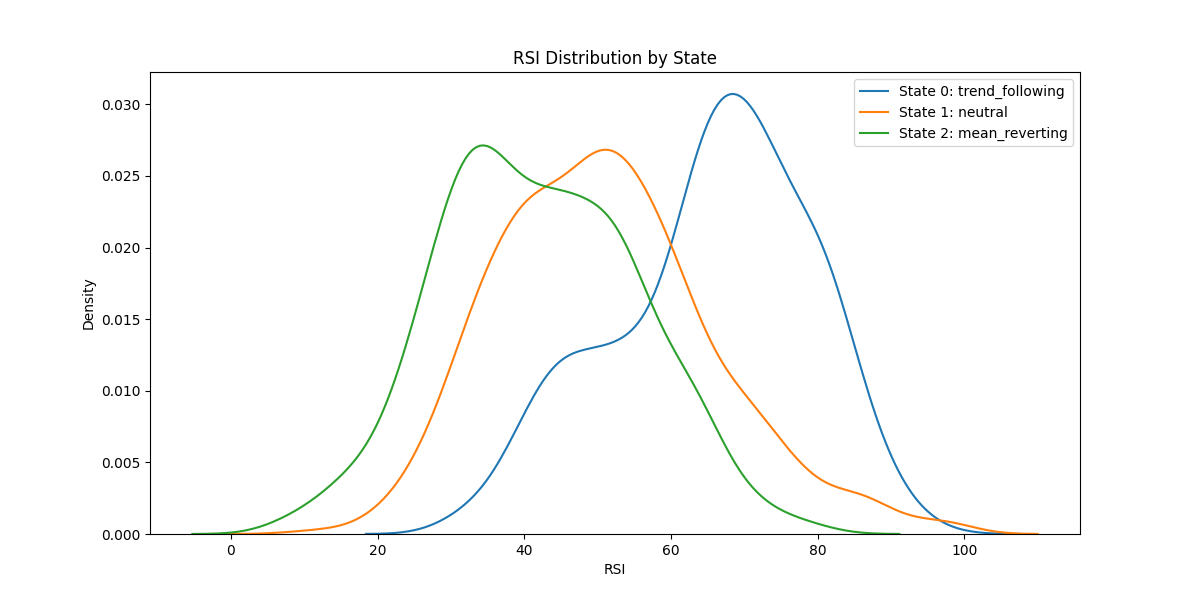 RSI Distribution by State
State 0: trend_following
State 1: neutral
State 2: mean_reverting
Density
0.030
0.025
0.020
0.015
0.010
0.005
0.000
0 20 40 60 80 100
RSI